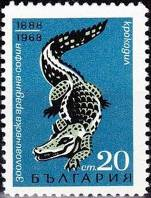 1888
1968
крокодил
зоологическа градина-софия
ст.20
БЪЛГАРИЯ